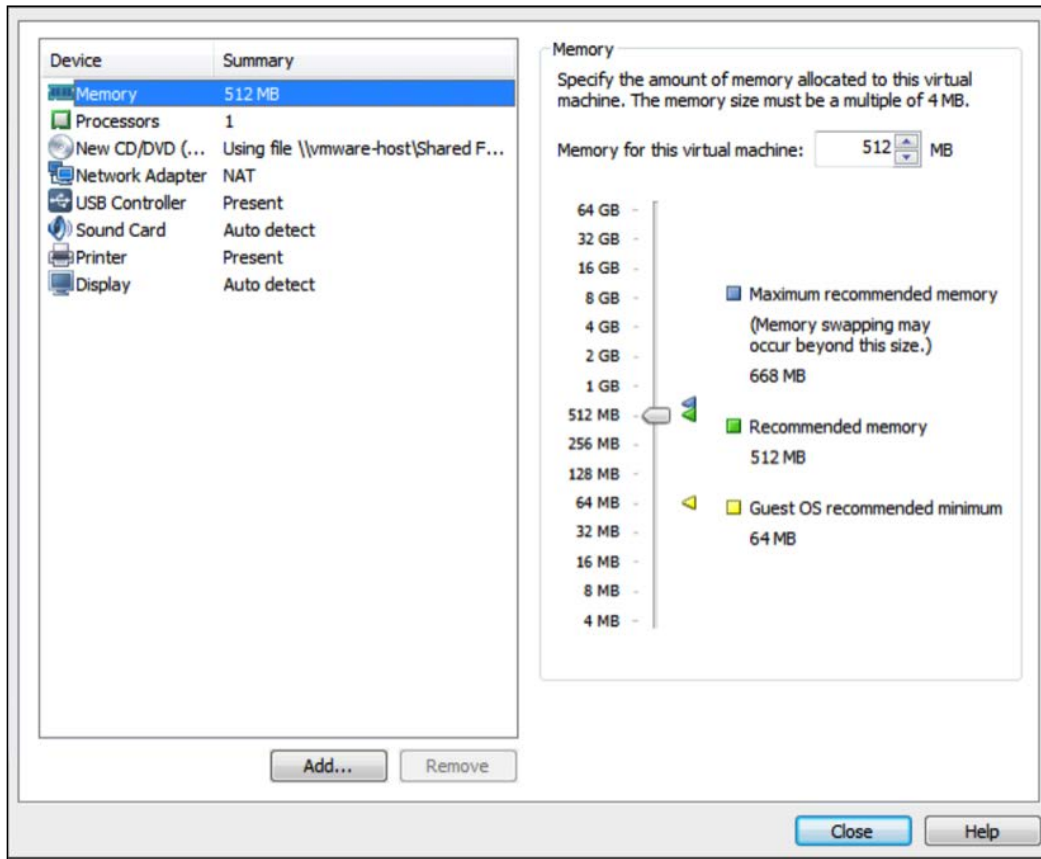 Device Summary
Memory 512 MB
Processors 1
New CD/DVD (... Using file \\vmware-host\Shared F...
Network Adapter NAT
USB Controller Present
Sound Card Auto detect
Printer Present
Display Auto detect
Add...
Remove
Memory
Specify the amount of memory allocated to this virtual
machine. The memory size must be a multiple of 4 MB.
Memory for this virtual machine: 512 MB
64 GB
32 GB
16 GB
8 GB
4 GB
2 GB
1 GB
512 MB
256 MB
128 MB
64 MB
32 MB
16 MB
8 MB
4 MB
Maximum recommended memory
(Memory swapping may
occur beyond this size.)
668 MB
Recommended memory
512 MB
Guest OS recommended minimum
64 MB
Close
Help